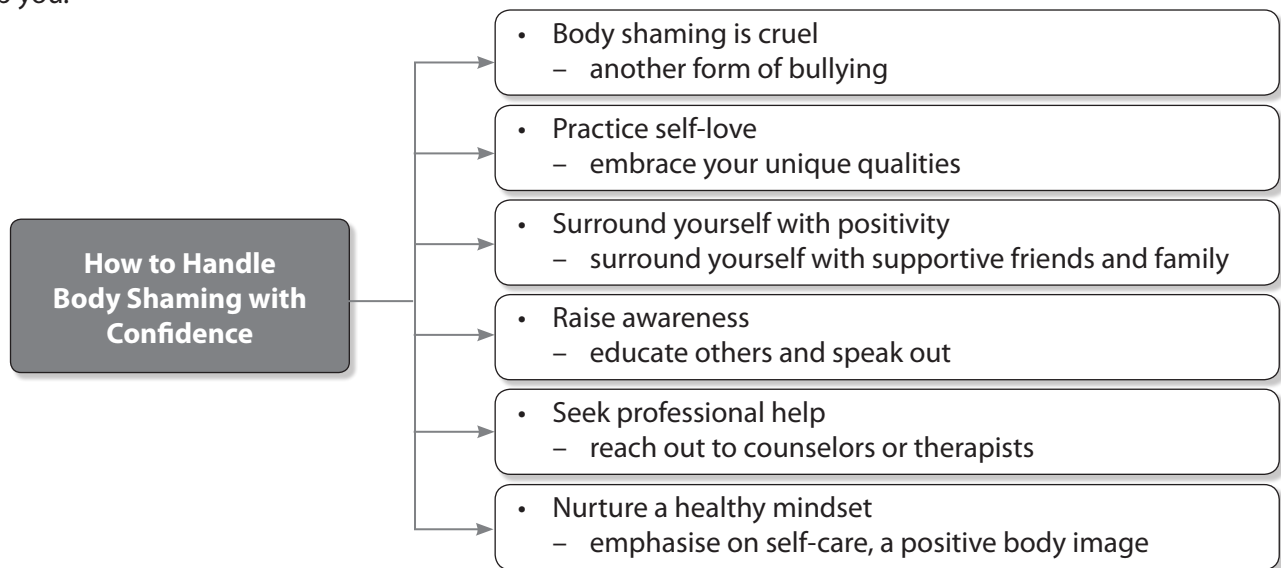 How to Handle
Body Shaming with
Confidence
• Body shaming is cruel
– another form of bullying
• Practice self-love
– embrace your unique qualities
• Surround yourself with positivity
– surround yourself with supportive friends and family
• Raise awareness
– educate others and speak out
• Seek professional help
– reach out to counselors or therapists
• Nurture a healthy mindset
– emphasise on self-care, a positive body image